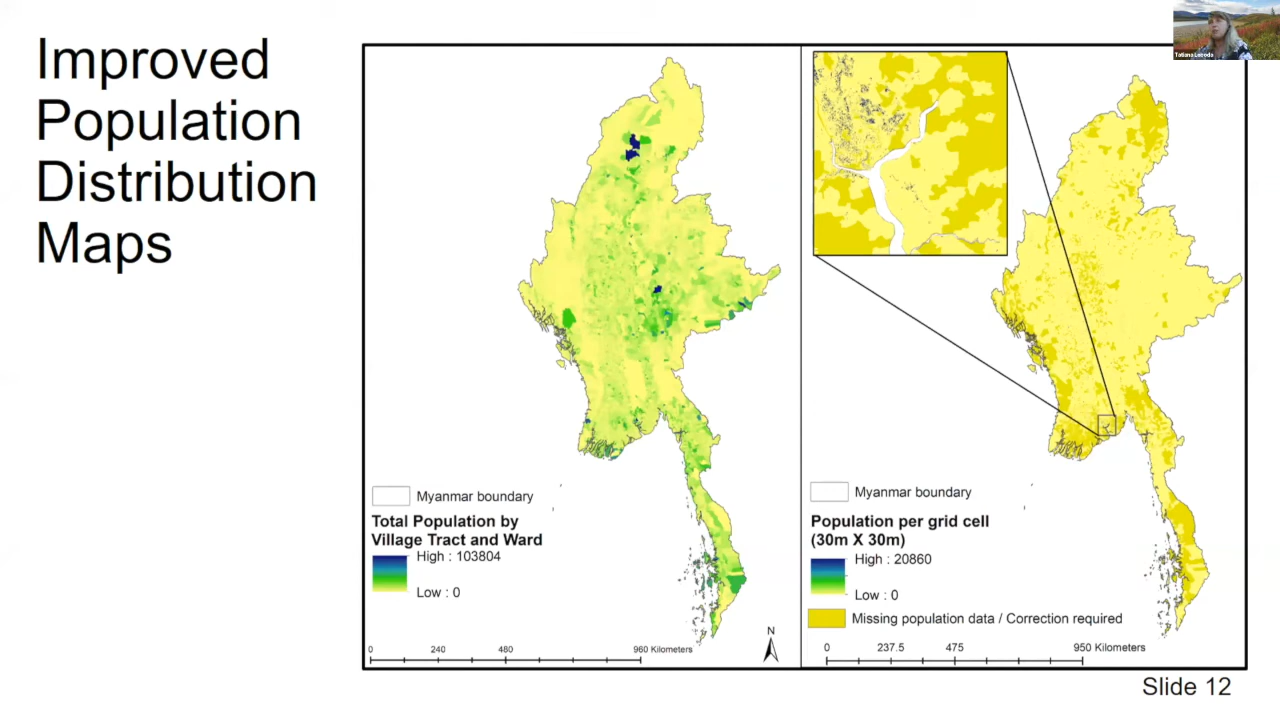 Improved
Population
Distribution
Maps
Myanmar boundary
Total Population by
Village Tract and Ward
High : 103804
Low : 0
0 240 480 960 Kilometers
N
Myanmar boundary
Population per grid cell
(30m X 30m)
High : 20860
Low : 0
Missing population data / Correction required
0 237.5 475 950 Kilometers
Slide 12
Tatiana